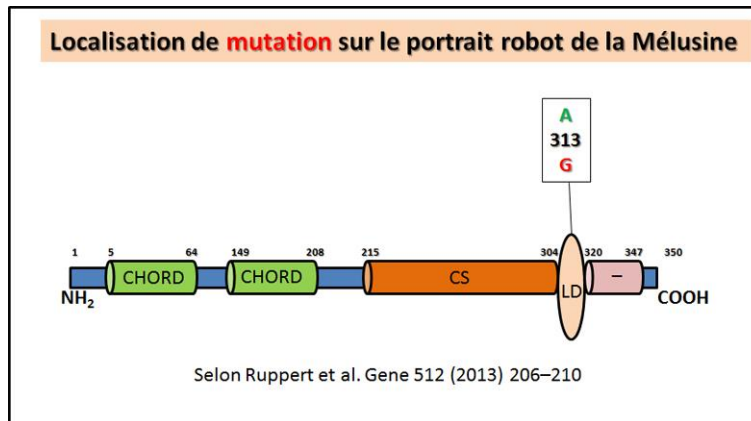 Localisation de mutation sur le portrait robot de la Mélusine
A
313
G
1 5 64 149 208 215 304 320 347 350
CHORD CHORD CS LD –
NH₂ COOH
Selon Ruppert et al. Gene 512 (2013) 206–210